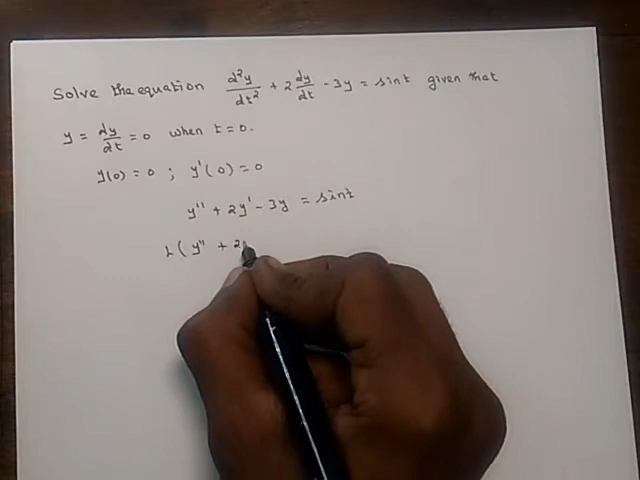 Solve the equation d²y/dt² + 2 dy/dt - 3y = sint given that
y = dy/dt = 0 when t = 0.
y(0) = 0 ; y'(0) = 0
y'' + 2y' - 3y = sint
L(y'' + 2